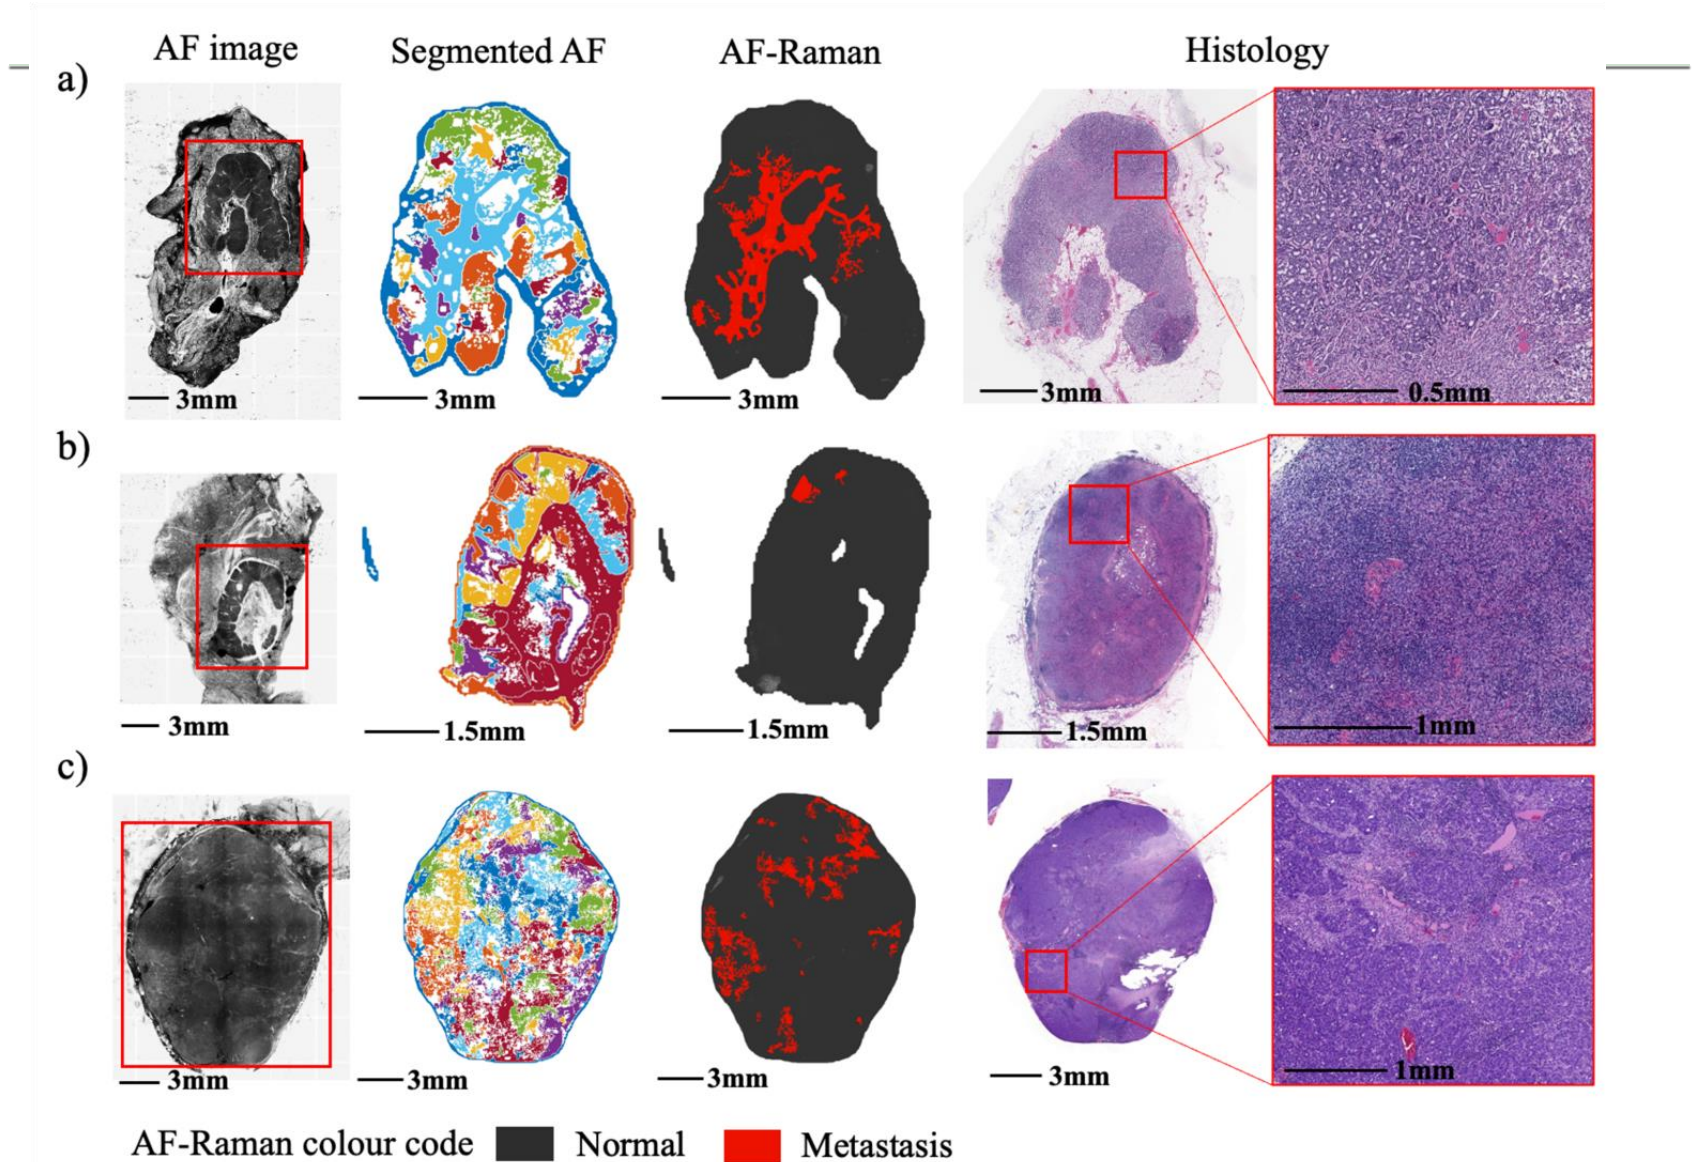 AF image Segmented AF AF-Raman Histology
a)
3mm 3mm 3mm 3mm 0.5mm
b)
3mm 1.5mm 1.5mm 1.5mm 1mm
c)
3mm 3mm 3mm 3mm 1mm
AF-Raman colour code Normal Metastasis